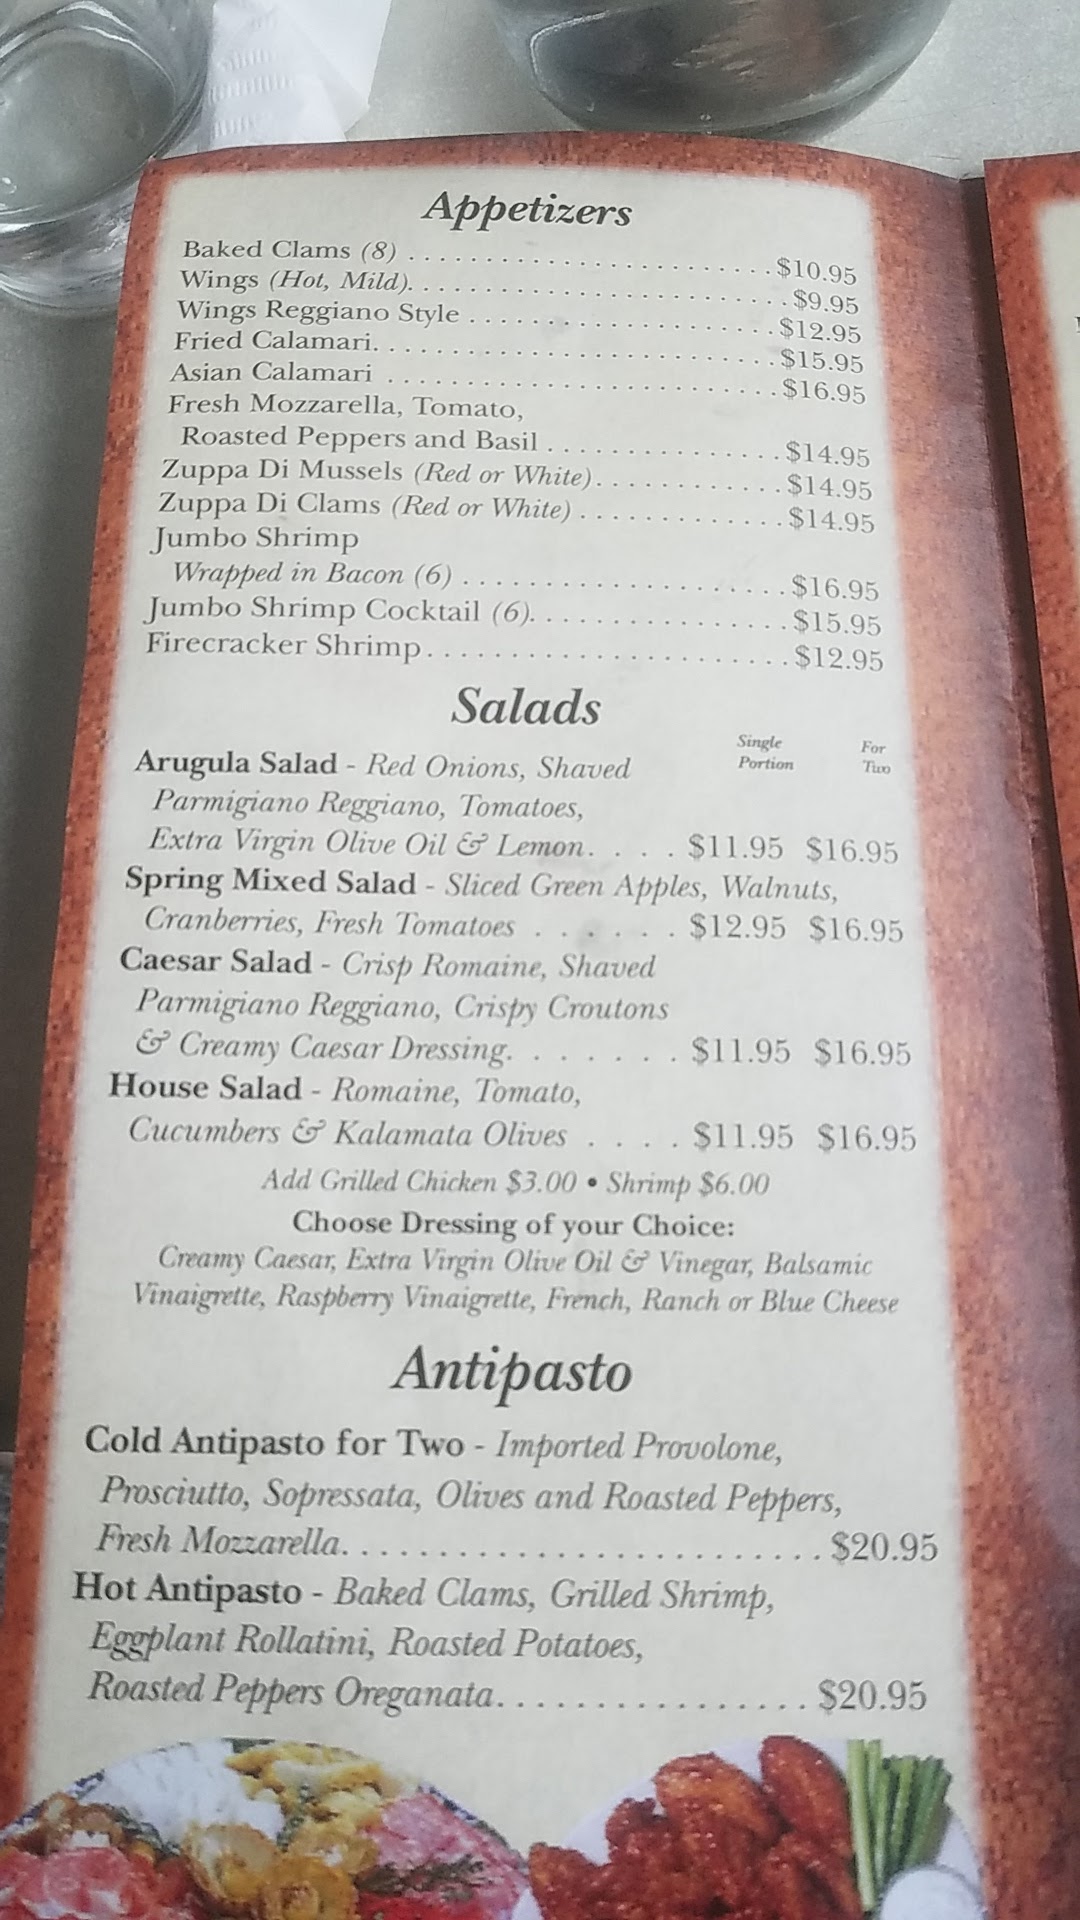 Appetizers
Baked Clams (8) ........................ $10.95
Wings (Hot, Mild). ........................ $9.95
Wings Reggiano Style .................... $12.95
Fried Calamari. .......................... $15.95
Asian Calamari ......................... $16.95
Fresh Mozzarella, Tomato,
Roasted Peppers and Basil ............... $14.95
Zuppa Di Mussels (Red or White). ........... $14.95
Zuppa Di Clams (Red or White) ............. $14.95
Jumbo Shrimp
Wrapped in Bacon (6) .................... $16.95
Jumbo Shrimp Cocktail (6). ................ $15.95
Firecracker Shrimp ....................... $12.95
Salads
Single For
Portion Two
Arugula Salad - Red Onions, Shaved
Parmigiano Reggiano, Tomatoes,
Extra Virgin Olive Oil & Lemon. . . . . $11.95 $16.95
Spring Mixed Salad - Sliced Green Apples, Walnuts,
Cranberries, Fresh Tomatoes . . . . . . $12.95 $16.95
Caesar Salad - Crisp Romaine, Shaved
Parmigiano Reggiano, Crispy Croutons
& Creamy Caesar Dressing. . . . . . . . $11.95 $16.95
House Salad - Romaine, Tomato,
Cucumbers & Kalamata Olives . . . . $11.95 $16.95
Add Grilled Chicken $3.00 • Shrimp $6.00
Choose Dressing of your Choice:
Creamy Caesar, Extra Virgin Olive Oil & Vinegar, Balsamic
Vinaigrette, Raspberry Vinaigrette, French, Ranch or Blue Cheese
Antipasto
Cold Antipasto for Two - Imported Provolone,
Prosciutto, Sopressata, Olives and Roasted Peppers,
Fresh Mozzarella. ........................ $20.95
Hot Antipasto - Baked Clams, Grilled Shrimp,
Eggplant Rollatini, Roasted Potatoes,
Roasted Peppers Oreganata. ................ $20.95